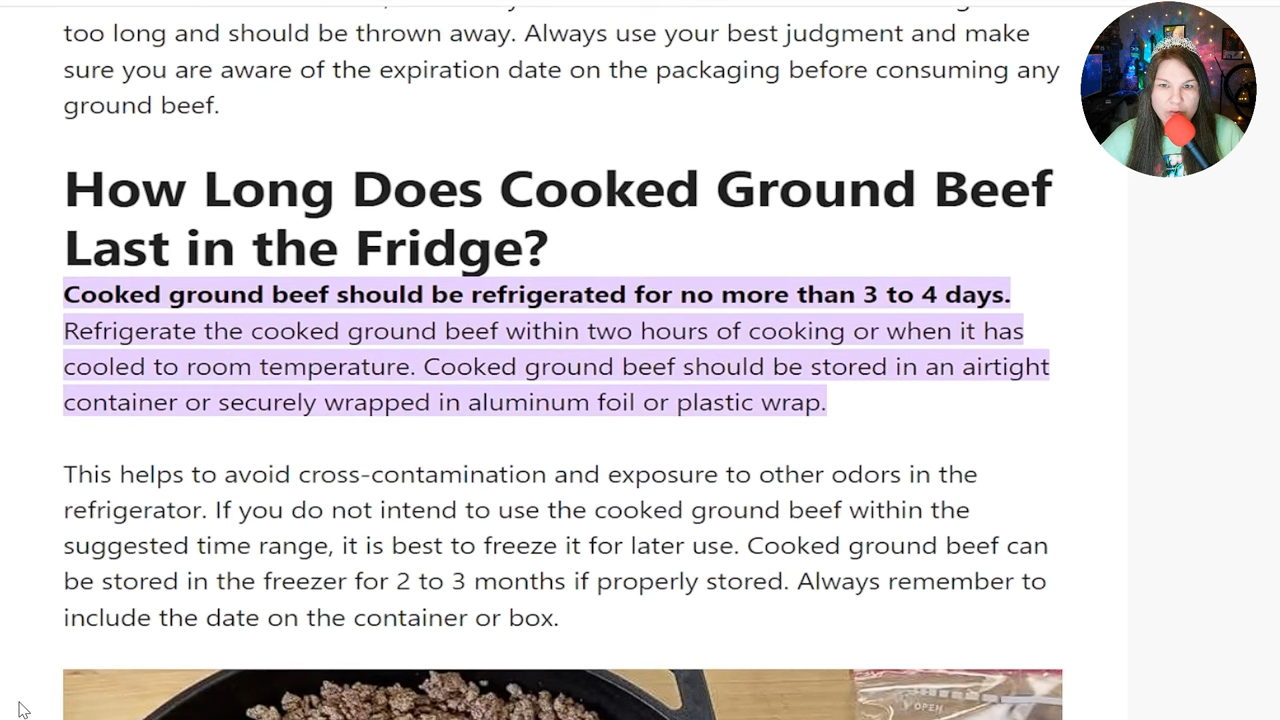 too long and should be thrown away. Always use your best judgment and make
sure you are aware of the expiration date on the packaging before consuming any
ground beef.
How Long Does Cooked Ground Beef
Last in the Fridge?
Cooked ground beef should be refrigerated for no more than 3 to 4 days.
Refrigerate the cooked ground beef within two hours of cooking or when it has
cooled to room temperature. Cooked ground beef should be stored in an airtight
container or securely wrapped in aluminum foil or plastic wrap.
This helps to avoid cross-contamination and exposure to other odors in the
refrigerator. If you do not intend to use the cooked ground beef within the
suggested time range, it is best to freeze it for later use. Cooked ground beef can
be stored in the freezer for 2 to 3 months if properly stored. Always remember to
include the date on the container or box.
OPEN